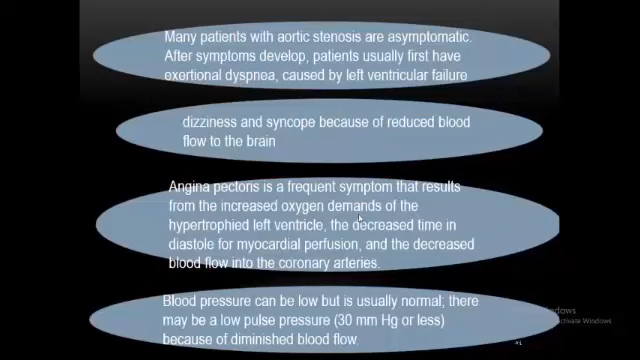 Many patients with aortic stenosis are asymptomatic.
After symptoms develop, patients usually first have
exertional dyspnea, caused by left ventricular failure
dizziness and syncope because of reduced blood
flow to the brain
Angina pectoris is a frequent symptom that results
from the increased oxygen demands of the
hypertrophied left ventricle, the decreased time in
diastole for myocardial perfusion, and the decreased
blood flow into the coronary arteries.
Blood pressure can be low but is usually normal; there
may be a low pulse pressure (30 mm Hg or less)
because of diminished blood flow.
dows
activate Windows